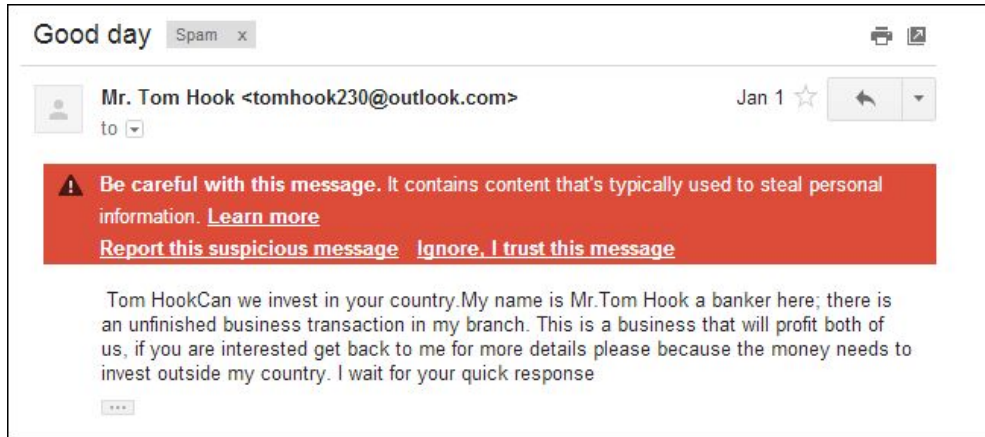 Good day Spam x
Mr. Tom Hook <tomhook230@outlook.com> Jan 1
to
Be careful with this message. It contains content that's typically used to steal personal
information. Learn more
Report this suspicious message Ignore, I trust this message
Tom HookCan we invest in your country.My name is Mr.Tom Hook a banker here; there is
an unfinished business transaction in my branch. This is a business that will profit both of
us, if you are interested get back to me for more details please because the money needs to
invest outside my country. I wait for your quick response